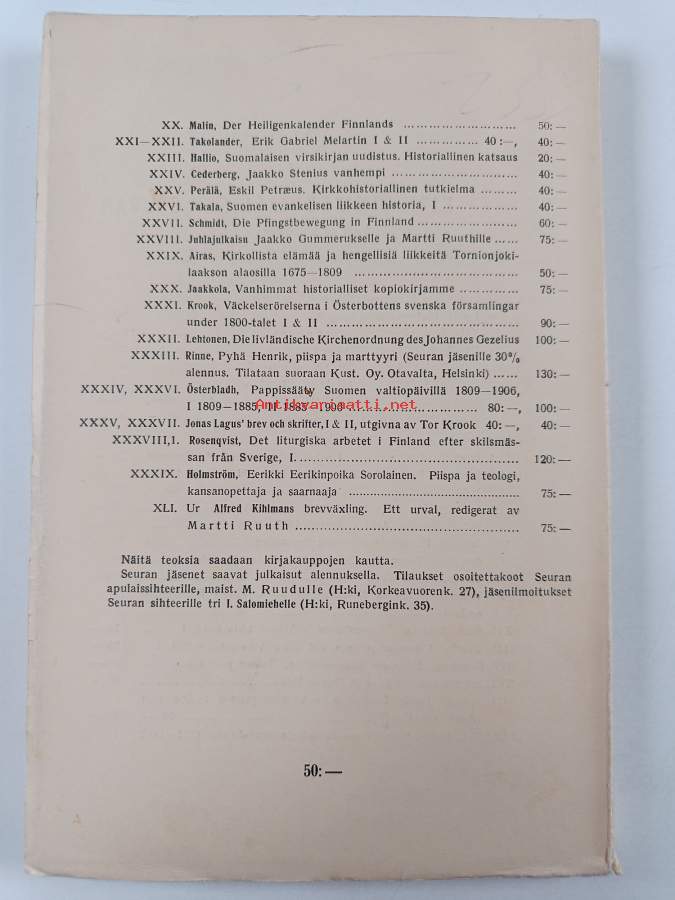 XX. Malin, Der Heiligenkalender Finnlands ........................... 50: —
XXI—XXII. Takolander, Erik Gabriel Melartin I & II ............... 40 :—, 40: —
XXIII. Hallio, Suomalaisen virsikirjan uudistus. Historiallinen katsaus 20: —
XXIV. Cederberg, Jaakko Stenius vanhempi ........................... 40: —
XXV. Perälä, Eskil Petræus. Kirkkohistoriallinen tutkielma ......... 40: —
XXVI. Takala, Suomen evankelisen liikkeen historia, I .................. 40: —
XXVII. Schmidt, Die Pfingstbewegung in Finnland ........................ 60: —
XXVIII. Juhlajulkaisu Jaakko Gummerukselle ja Martti Ruuthille ...... 75: —
XXIX. Airas, Kirkollista elämää ja hengellisiä liikkeitä Tornionjoki-
laakson alaosilla 1675—1809 ....................................... 50: —
XXX. Jaakkola, Vanhimmat historialliset kopiokirjamme ............... 75: —
XXXI. Krook, Väckelserörelserna i Österbottens svenska församlingar
under 1800-talet I & II ................................................ 90: —
XXXII. Lehtonen, Die livländische Kirchenordnung des Johannes Gezelius 100: —
XXXIII. Rinne, Pyhä Henrik, piispa ja marttyyri (Seuran jäsenille 30%
alennus. Tilataan suoraan Kust. Oy. Otavalta, Helsinki) ...... 130: —
XXXIV, XXXVI. Österbladh, Pappissääty Suomen valtiopäivillä 1809—1906,
I 1809—1885, II 1885—1906 .............................. 80: —, 100: —
Antikvariaatti.net
XXXV, XXXVII. Jonas Lagus' brev och skrifter, I & II, utgivna av Tor Krook 40: —, 40: —
XXXVIII,1. Rosenqvist, Det liturgiska arbetet i Finland efter skilsmäs-
san från Sverige, I. ...................................................... 120: —
XXXIX. Holmström, Eerikki Eerikinpoika Sorolainen. Piispa ja teologi,
kansanopettaja ja saarnaaja ................................................ 75: —
XLI. Ur Alfred Kihlmans brevväxling. Ett urval, redigerat av
Martti Ruuth ...................................................... 75: —
Näitä teoksia saadaan kirjakauppojen kautta.
Seuran jäsenet saavat julkaisut alennuksella. Tilaukset osoitettakoot Seuran
apulaissihteerille, maist. M. Ruudulle (H:ki, Korkeavuorenk. 27), jäsenilmoitukset
Seuran sihteerille tri I. Salomiehelle (H:ki, Runebergink. 35).
50: —